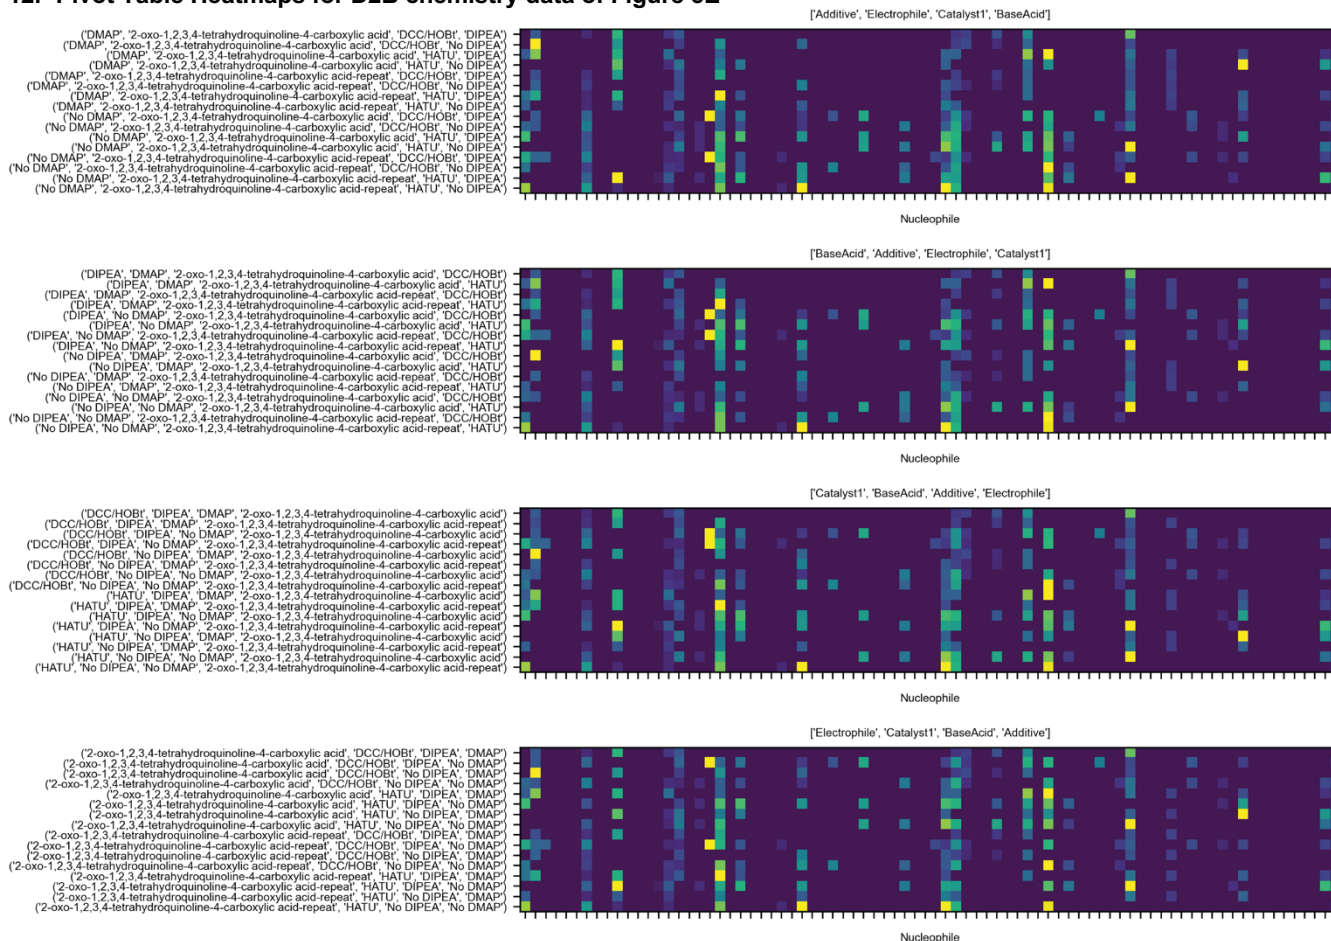 12. Pivot Table Heatmaps for D2B chemistry data of Figure
['Additive', 'Electrophile', 'Catalyst1', 'BaseAcid']
('DMAP', '2-oxo-1,2,3,4-tetrahydroquinoline-4-carboxylic acid', 'DCC/HOBt', 'DIPEA')
('DMAP', '2-oxo-1,2,3,4-tetrahydroquinoline-4-carboxylic acid', 'DCC/HOBt', 'No DIPEA')
('DMAP', '2-oxo-1,2,3,4-tetrahydroquinoline-4-carboxylic acid', 'HATU', 'DIPEA')
('DMAP', '2-oxo-1,2,3,4-tetrahydroquinoline-4-carboxylic acid', 'HATU', 'No DIPEA')
('DMAP', '2-oxo-1,2,3,4-tetrahydroquinoline-4-carboxylic acid-repeat', 'DCC/HOBt', 'DIPEA')
('DMAP', '2-oxo-1,2,3,4-tetrahydroquinoline-4-carboxylic acid-repeat', 'DCC/HOBt', 'No DIPEA')
('DMAP', '2-oxo-1,2,3,4-tetrahydroquinoline-4-carboxylic acid-repeat', 'HATU', 'DIPEA')
('DMAP', '2-oxo-1,2,3,4-tetrahydroquinoline-4-carboxylic acid-repeat', 'HATU', 'No DIPEA')
('No DMAP', '2-oxo-1,2,3,4-tetrahydroquinoline-4-carboxylic acid', 'DCC/HOBt', 'DIPEA')
('No DMAP', '2-oxo-1,2,3,4-tetrahydroquinoline-4-carboxylic acid', 'DCC/HOBt', 'No DIPEA')
('No DMAP', '2-oxo-1,2,3,4-tetrahydroquinoline-4-carboxylic acid', 'HATU', 'DIPEA')
('No DMAP', '2-oxo-1,2,3,4-tetrahydroquinoline-4-carboxylic acid', 'HATU', 'No DIPEA')
('No DMAP', '2-oxo-1,2,3,4-tetrahydroquinoline-4-carboxylic acid-repeat', 'DCC/HOBt', 'DIPEA')
('No DMAP', '2-oxo-1,2,3,4-tetrahydroquinoline-4-carboxylic acid-repeat', 'DCC/HOBt', 'No DIPEA')
('No DMAP', '2-oxo-1,2,3,4-tetrahydroquinoline-4-carboxylic acid-repeat', 'HATU', 'DIPEA')
('No DMAP', '2-oxo-1,2,3,4-tetrahydroquinoline-4-carboxylic acid-repeat', 'HATU', 'No DIPEA')
Nucleophile
['BaseAcid', 'Additive', 'Electrophile', 'Catalyst1']
('DIPEA', 'DMAP', '2-oxo-1,2,3,4-tetrahydroquinoline-4-carboxylic acid', 'DCC/HOBt')
('DIPEA', 'DMAP', '2-oxo-1,2,3,4-tetrahydroquinoline-4-carboxylic acid', 'HATU')
('DIPEA', 'DMAP', '2-oxo-1,2,3,4-tetrahydroquinoline-4-carboxylic acid-repeat', 'DCC/HOBt')
('DIPEA', 'DMAP', '2-oxo-1,2,3,4-tetrahydroquinoline-4-carboxylic acid-repeat', 'HATU')
('DIPEA', 'No DMAP', '2-oxo-1,2,3,4-tetrahydroquinoline-4-carboxylic acid', 'DCC/HOBt')
('DIPEA', 'No DMAP', '2-oxo-1,2,3,4-tetrahydroquinoline-4-carboxylic acid', 'HATU')
('DIPEA', 'No DMAP', '2-oxo-1,2,3,4-tetrahydroquinoline-4-carboxylic acid-repeat', 'DCC/HOBt')
('DIPEA', 'No DMAP', '2-oxo-1,2,3,4-tetrahydroquinoline-4-carboxylic acid-repeat', 'HATU')
('No DIPEA', 'DMAP', '2-oxo-1,2,3,4-tetrahydroquinoline-4-carboxylic acid', 'DCC/HOBt')
('No DIPEA', 'DMAP', '2-oxo-1,2,3,4-tetrahydroquinoline-4-carboxylic acid', 'HATU')
('No DIPEA', 'DMAP', '2-oxo-1,2,3,4-tetrahydroquinoline-4-carboxylic acid-repeat', 'DCC/HOBt')
('No DIPEA', 'DMAP', '2-oxo-1,2,3,4-tetrahydroquinoline-4-carboxylic acid-repeat', 'HATU')
('No DIPEA', 'No DMAP', '2-oxo-1,2,3,4-tetrahydroquinoline-4-carboxylic acid', 'DCC/HOBt')
('No DIPEA', 'No DMAP', '2-oxo-1,2,3,4-tetrahydroquinoline-4-carboxylic acid', 'HATU')
('No DIPEA', 'No DMAP', '2-oxo-1,2,3,4-tetrahydroquinoline-4-carboxylic acid-repeat', 'DCC/HOBt')
('No DIPEA', 'No DMAP', '2-oxo-1,2,3,4-tetrahydroquinoline-4-carboxylic acid-repeat', 'HATU')
Nucleophile
['Catalyst1', 'BaseAcid', 'Additive', 'Electrophile']
('DCC/HOBt', 'DIPEA', 'DMAP', '2-oxo-1,2,3,4-tetrahydroquinoline-4-carboxylic acid')
('DCC/HOBt', 'DIPEA', 'DMAP', '2-oxo-1,2,3,4-tetrahydroquinoline-4-carboxylic acid-repeat')
('DCC/HOBt', 'DIPEA', 'No DMAP', '2-oxo-1,2,3,4-tetrahydroquinoline-4-carboxylic acid')
('DCC/HOBt', 'DIPEA', 'No DMAP', '2-oxo-1,2,3,4-tetrahydroquinoline-4-carboxylic acid-repeat')
('DCC/HOBt', 'No DIPEA', 'DMAP', '2-oxo-1,2,3,4-tetrahydroquinoline-4-carboxylic acid')
('DCC/HOBt', 'No DIPEA', 'DMAP', '2-oxo-1,2,3,4-tetrahydroquinoline-4-carboxylic acid-repeat')
('DCC/HOBt', 'No DIPEA', 'No DMAP', '2-oxo-1,2,3,4-tetrahydroquinoline-4-carboxylic acid')
('DCC/HOBt', 'No DIPEA', 'No DMAP', '2-oxo-1,2,3,4-tetrahydroquinoline-4-carboxylic acid-repeat')
('HATU', 'DIPEA', 'DMAP', '2-oxo-1,2,3,4-tetrahydroquinoline-4-carboxylic acid')
('HATU', 'DIPEA', 'DMAP', '2-oxo-1,2,3,4-tetrahydroquinoline-4-carboxylic acid-repeat')
('HATU', 'DIPEA', 'No DMAP', '2-oxo-1,2,3,4-tetrahydroquinoline-4-carboxylic acid')
('HATU', 'DIPEA', 'No DMAP', '2-oxo-1,2,3,4-tetrahydroquinoline-4-carboxylic acid-repeat')
('HATU', 'No DIPEA', 'DMAP', '2-oxo-1,2,3,4-tetrahydroquinoline-4-carboxylic acid')
('HATU', 'No DIPEA', 'DMAP', '2-oxo-1,2,3,4-tetrahydroquinoline-4-carboxylic acid-repeat')
('HATU', 'No DIPEA', 'No DMAP', '2-oxo-1,2,3,4-tetrahydroquinoline-4-carboxylic acid')
('HATU', 'No DIPEA', 'No DMAP', '2-oxo-1,2,3,4-tetrahydroquinoline-4-carboxylic acid-repeat')
Nucleophile
['Electrophile', 'Catalyst1', 'BaseAcid', 'Additive']
('2-oxo-1,2,3,4-tetrahydroquinoline-4-carboxylic acid', 'DCC/HOBt', 'DIPEA', 'DMAP')
('2-oxo-1,2,3,4-tetrahydroquinoline-4-carboxylic acid', 'DCC/HOBt', 'DIPEA', 'No DMAP')
('2-oxo-1,2,3,4-tetrahydroquinoline-4-carboxylic acid', 'DCC/HOBt', 'No DIPEA', 'DMAP')
('2-oxo-1,2,3,4-tetrahydroquinoline-4-carboxylic acid', 'DCC/HOBt', 'No DIPEA', 'No DMAP')
('2-oxo-1,2,3,4-tetrahydroquinoline-4-carboxylic acid', 'HATU', 'DIPEA', 'DMAP')
('2-oxo-1,2,3,4-tetrahydroquinoline-4-carboxylic acid', 'HATU', 'DIPEA', 'No DMAP')
('2-oxo-1,2,3,4-tetrahydroquinoline-4-carboxylic acid', 'HATU', 'No DIPEA', 'DMAP')
('2-oxo-1,2,3,4-tetrahydroquinoline-4-carboxylic acid', 'HATU', 'No DIPEA', 'No DMAP')
('2-oxo-1,2,3,4-tetrahydroquinoline-4-carboxylic acid-repeat', 'DCC/HOBt', 'DIPEA', 'DMAP')
('2-oxo-1,2,3,4-tetrahydroquinoline-4-carboxylic acid-repeat', 'DCC/HOBt', 'DIPEA', 'No DMAP')
('2-oxo-1,2,3,4-tetrahydroquinoline-4-carboxylic acid-repeat', 'DCC/HOBt', 'No DIPEA', 'DMAP')
('2-oxo-1,2,3,4-tetrahydroquinoline-4-carboxylic acid-repeat', 'DCC/HOBt', 'No DIPEA', 'No DMAP')
('2-oxo-1,2,3,4-tetrahydroquinoline-4-carboxylic acid-repeat', 'HATU', 'DIPEA', 'DMAP')
('2-oxo-1,2,3,4-tetrahydroquinoline-4-carboxylic acid-repeat', 'HATU', 'DIPEA', 'No DMAP')
('2-oxo-1,2,3,4-tetrahydroquinoline-4-carboxylic acid-repeat', 'HATU', 'No DIPEA', 'DMAP')
('2-oxo-1,2,3,4-tetrahydroquinoline-4-carboxylic acid-repeat', 'HATU', 'No DIPEA', 'No DMAP')
Nucleophile